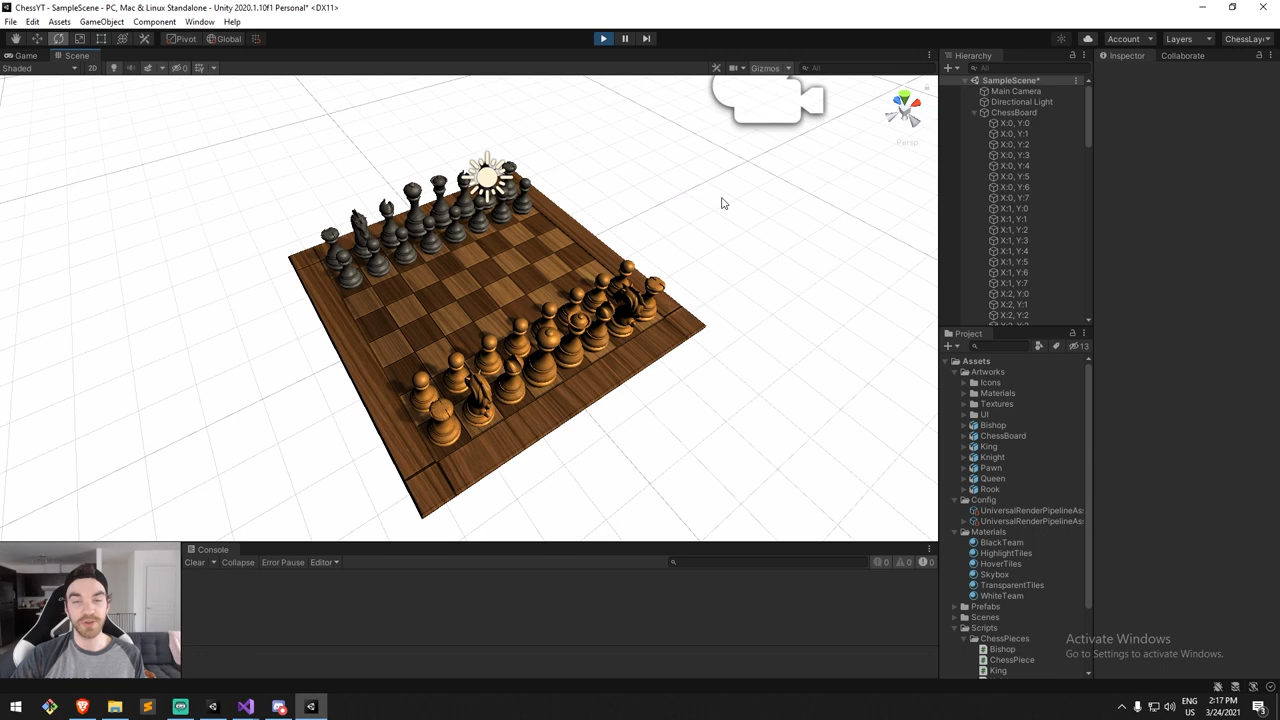 ChessYT - SampleScene - PC, Mac & Linux Standalone - Unity 2020.1.10f1 Personal* <DX11>
File Edit Assets GameObject Component Window Help
Pivot Global Account Layers ChessLay
Game Scene Hierarchy Inspector Collaborate
Shaded 2D 0 Gizmos All All
SampleScene*
Main Camera
Directional Light
ChessBoard
X:0, Y:0
X:0, Y:1
X:0, Y:2
X:0, Y:3
X:0, Y:4
X:0, Y:5
X:0, Y:6
X:0, Y:7
X:1, Y:0
X:1, Y:1
X:1, Y:2
X:1, Y:3
X:1, Y:4
X:1, Y:5
X:1, Y:6
X:1, Y:7
X:2, Y:0
X:2, Y:1
X:2, Y:2
Persp
Project
13
Assets
Artworks
Icons
Materials
Textures
UI
Bishop
ChessBoard
King
Knight
Pawn
Queen
Rook
Config
UniversalRenderPipelineAs
UniversalRenderPipelineAs
Materials
BlackTeam
HighlightTiles
HoverTiles
Skybox
TransparentTiles
WhiteTeam
Prefabs
Scenes
Scripts
ChessPieces
Bishop
ChessPiece
King
Console
Clear Collapse Error Pause Editor 0 0 0
Activate Windows
Go to Settings to activate Windows.
ENG
US
2:17 PM
3/24/2021
3